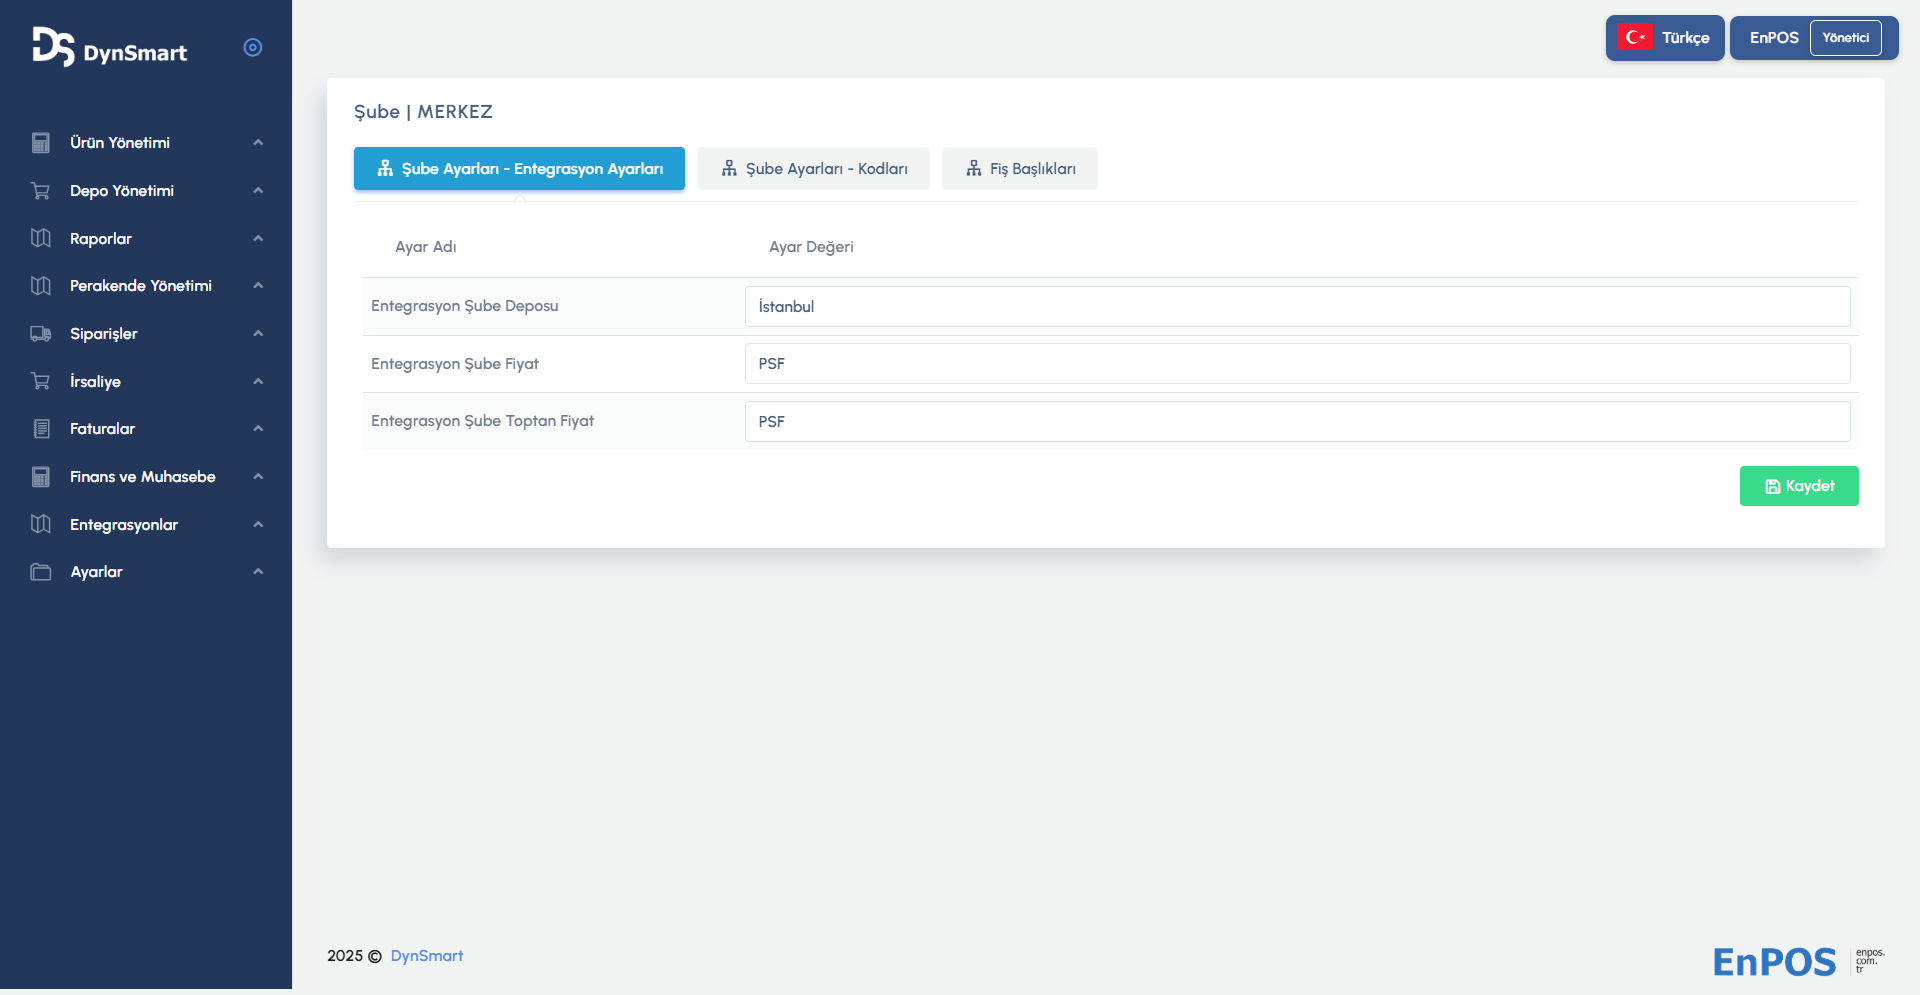 DS DynSmart
Türkçe
EnPOS Yönetici
Ürün Yönetimi
Depo Yönetimi
Raporlar
Perakende Yönetimi
Siparişler
İrsaliye
Faturalar
Finans ve Muhasebe
Entegrasyonlar
Ayarlar
Şube | MERKEZ
Şube Ayarları - Entegrasyon Ayarları
Şube Ayarları - Kodları
Fiş Başlıkları
Ayar Adı Ayar Değeri
Entegrasyon Şube Deposu İstanbul
Entegrasyon Şube Fiyat PSF
Entegrasyon Şube Toptan Fiyat PSF
Kaydet
2025 © DynSmart
EnPOS
enpos.
com.
tr